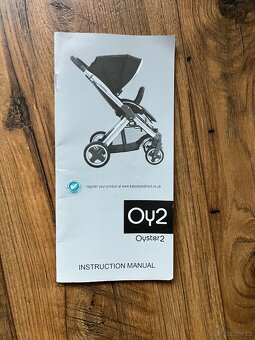 register your product at www.babystyledirect.co.uk
Oy2
Oyster2
INSTRUCTION MANUAL